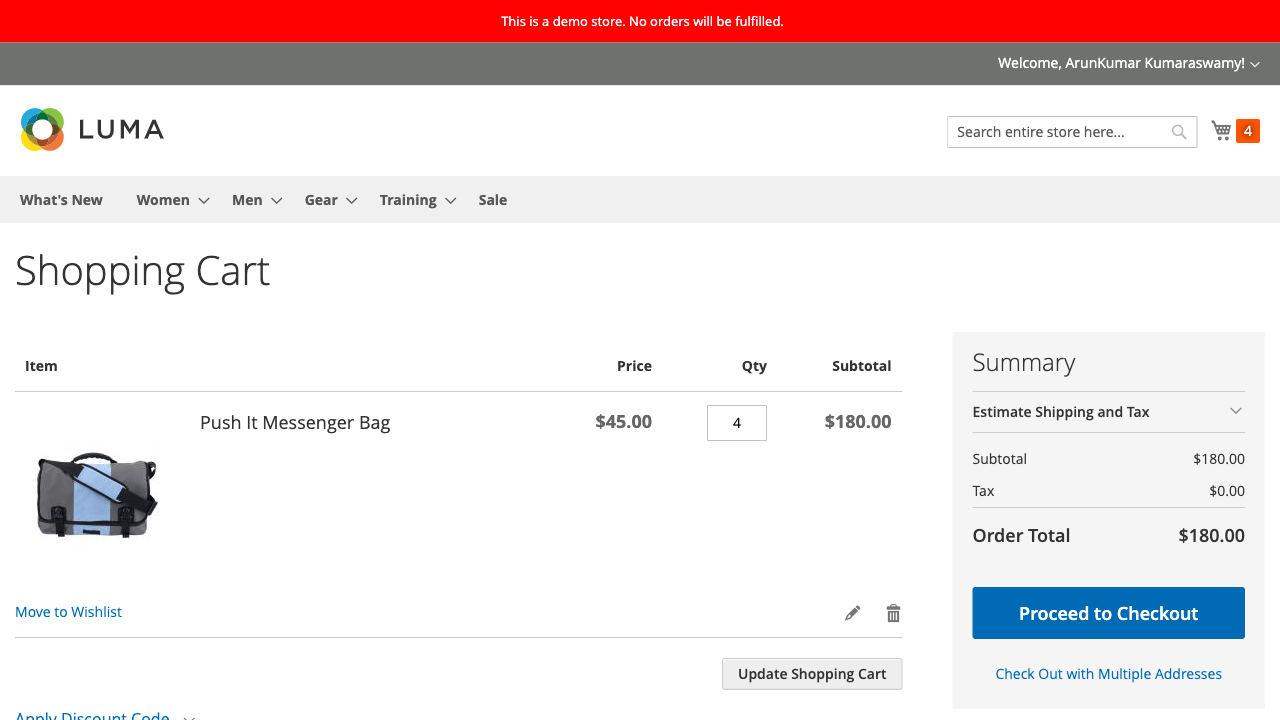 This is a demo store. No orders will be fulfilled.
Welcome, ArunKumar Kumaraswamy!
LUMA
Search entire store here...
4
What's New Women Men Gear Training Sale
Shopping Cart
Item Price Qty Subtotal
Push It Messenger Bag $45.00 4 $180.00
Move to Wishlist
Update Shopping Cart
Apply Discount Code
Summary
Estimate Shipping and Tax
Subtotal $180.00
Tax $0.00
Order Total $180.00
Proceed to Checkout
Check Out with Multiple Addresses